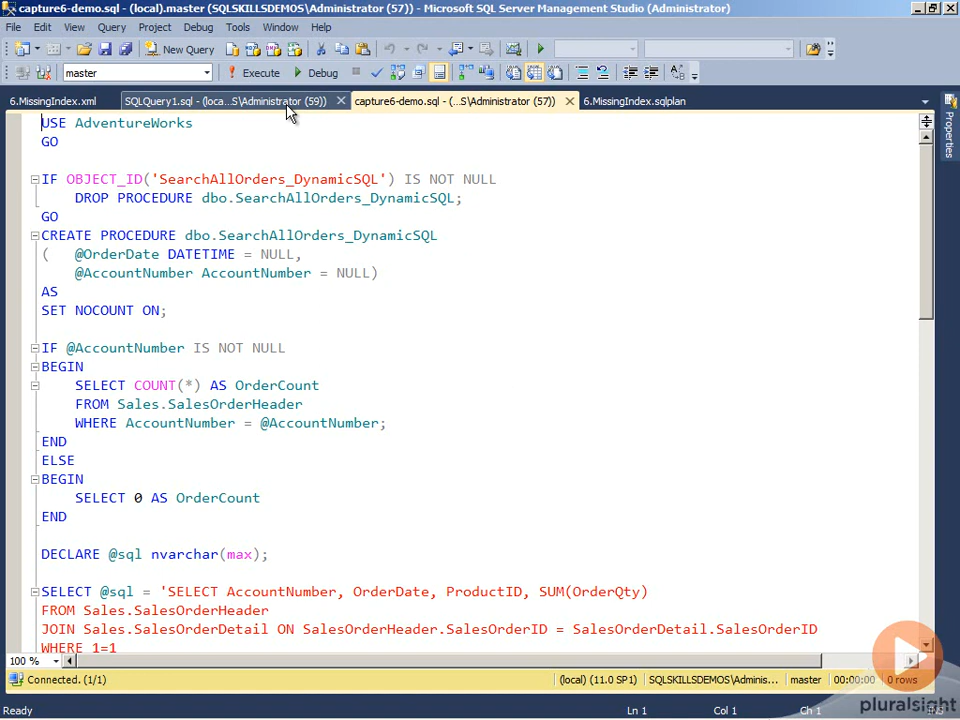 capture6-demo.sql - (local).master (SQLSKILLSDEMOS\Administrator (57)) - Microsoft SQL Server Management Studio (Administrator)
File Edit View Query Project Debug Tools Window Help
New Query
master Execute Debug
6.MissingIndex.xml SQLQuery1.sql - (loca...S\Administrator (59)) capture6-demo.sql - (...S\Administrator (57)) 6.MissingIndex.sqlplan
Properties
USE AdventureWorks
GO
IF OBJECT_ID('SearchAllOrders_DynamicSQL') IS NOT NULL
DROP PROCEDURE dbo.SearchAllOrders_DynamicSQL;
GO
CREATE PROCEDURE dbo.SearchAllOrders_DynamicSQL
( @OrderDate DATETIME = NULL,
@AccountNumber AccountNumber = NULL)
AS
SET NOCOUNT ON;
IF @AccountNumber IS NOT NULL
BEGIN
SELECT COUNT(*) AS OrderCount
FROM Sales.SalesOrderHeader
WHERE AccountNumber = @AccountNumber;
END
ELSE
BEGIN
SELECT 0 AS OrderCount
END
DECLARE @sql nvarchar(max);
SELECT @sql = 'SELECT AccountNumber, OrderDate, ProductID, SUM(OrderQty)
FROM Sales.SalesOrderHeader
JOIN Sales.SalesOrderDetail ON SalesOrderHeader.SalesOrderID = SalesOrderDetail.SalesOrderID
WHERE 1=1
100 %
Connected. (1/1) (local) (11.0 SP1) SQLSKILLSDEMOS\Adminis... master 00:00:00 0 rows
pluralsight
Ready Ln 1 Col 1 Ch 1 INS